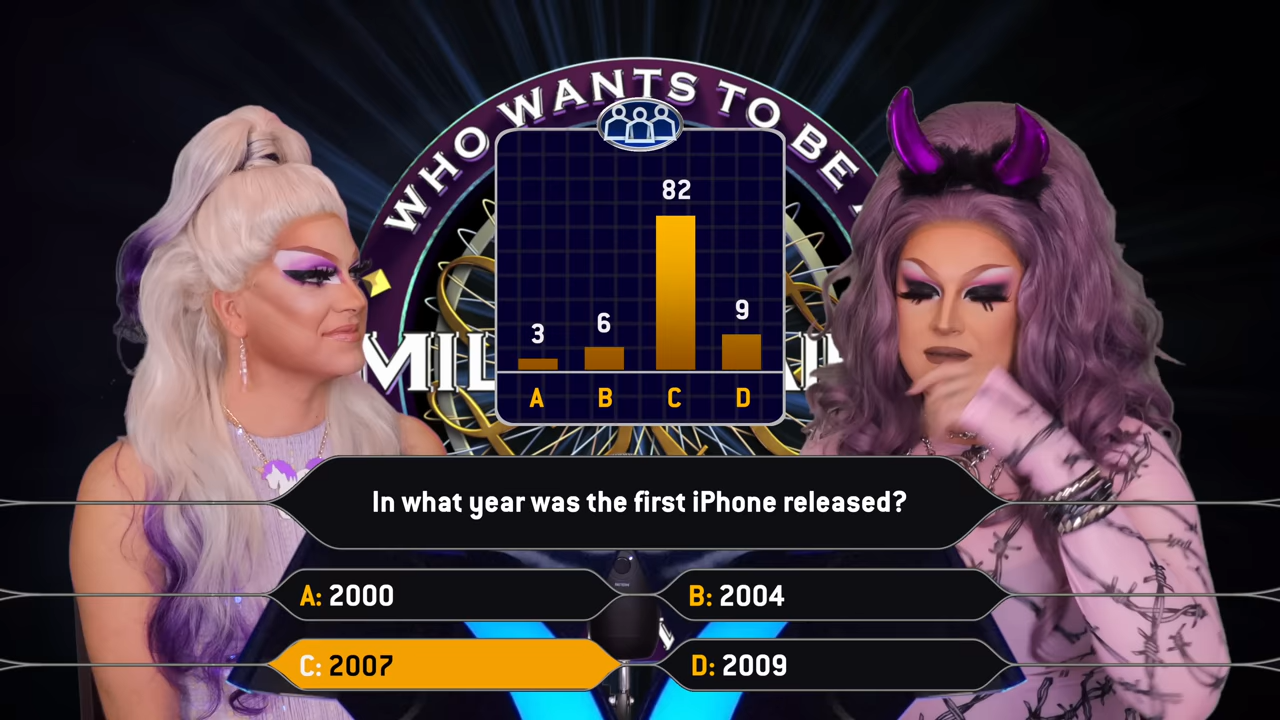 WHO WANTS TO BE A
MIL
82
3
6
9
A
B
C
D
In what year was the first iPhone released?
A: 2000
B: 2004
C: 2007
D: 2009